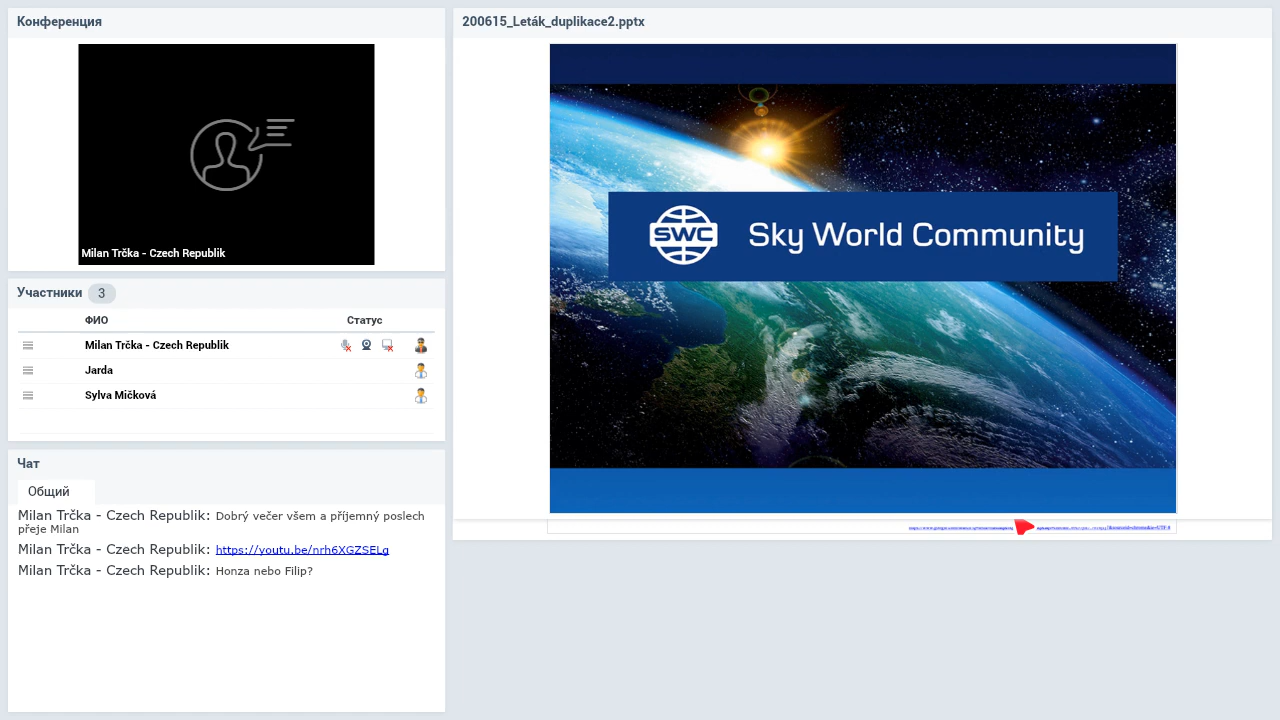 Конференция
Milan Trčka - Czech Republik
Участники 3
ФИО Статус
Milan Trčka - Czech Republik
Jarda
Sylva Mičková
Чат
Общий
Milan Trčka - Czech Republik: Dobrý večer všem a příjemný poslech
přeje Milan
Milan Trčka - Czech Republik: https://youtu.be/nrh6XGZSELg
Milan Trčka - Czech Republik: Honza nebo Filip?
200615_Leták_duplikace2.pptx
SWC Sky World Community